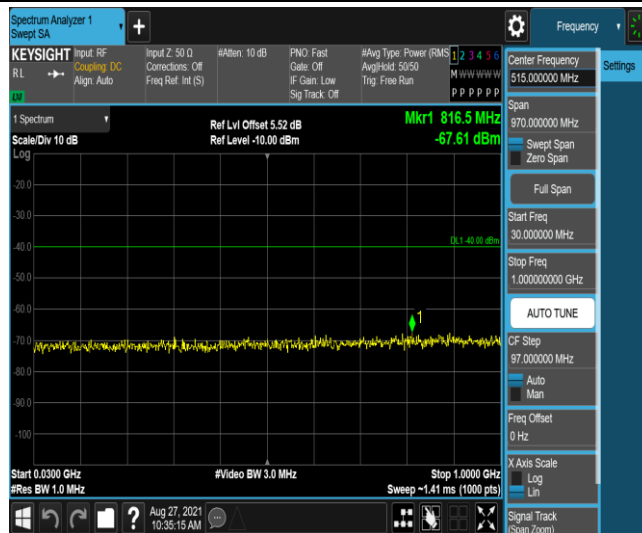 Spectrum Analyzer 1
Swept SA
+
Frequency
KEYSIGHT
RL
LXI
Input: RF
Coupling: DC
Align: Auto
Input Z: 50 Ω
Corrections: Off
Freq Ref: Int (S)
#Atten: 10 dB
PNO: Fast
Gate: Off
IF Gain: Low
Sig Track: Off
#Avg Type: Power (RMS
Avg|Hold: 50/50
Trig: Free Run
1 2 3 4 5 6
M W W W W W
P P P P P P
1 Spectrum
Scale/Div 10 dB
Log
Ref Lvl Offset 5.52 dB
Ref Level -10.00 dBm
Mkr1 816.5 MHz
-67.61 dBm
-20.0
-30.0
-40.0
DL1 -40.00 dBm
-50.0
-60.0
1
-70.0
-80.0
-90.0
-100
Start 0.0300 GHz
#Res BW 1.0 MHz
#Video BW 3.0 MHz
Stop 1.0000 GHz
Sweep ~1.41 ms (1000 pts)
?
Aug 27, 2021
10:35:15 AM
Center Frequency
515.000000 MHz
Settings
Span
970.000000 MHz
Swept Span
Zero Span
Full Span
Start Freq
30.000000 MHz
Stop Freq
1.000000000 GHz
AUTO TUNE
CF Step
97.000000 MHz
Auto
Man
Freq Offset
0 Hz
X Axis Scale
Log
Lin
Signal Track
(Span Zoom)